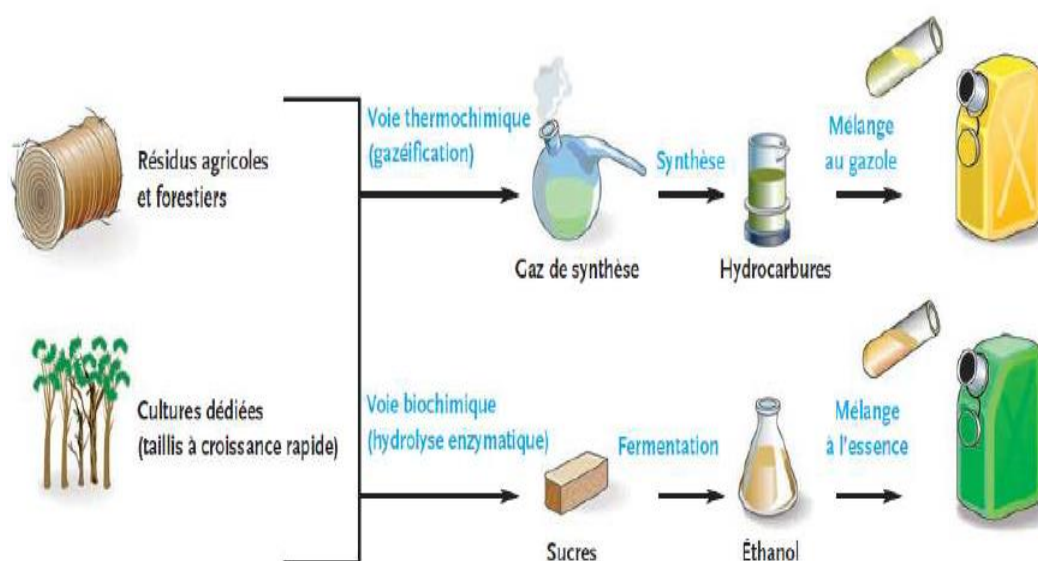 Résidus agricoles
et forestiers
Voie thermochimique
(gazéification)
Gaz de synthèse
Synthèse
Hydrocarbures
Mélange
au gazole
Cultures dédiées
(taillis à croissance rapide)
Voie biochimique
(hydrolyse enzymatique)
Sucres
Fermentation
Éthanol
Mélange
à l'essence